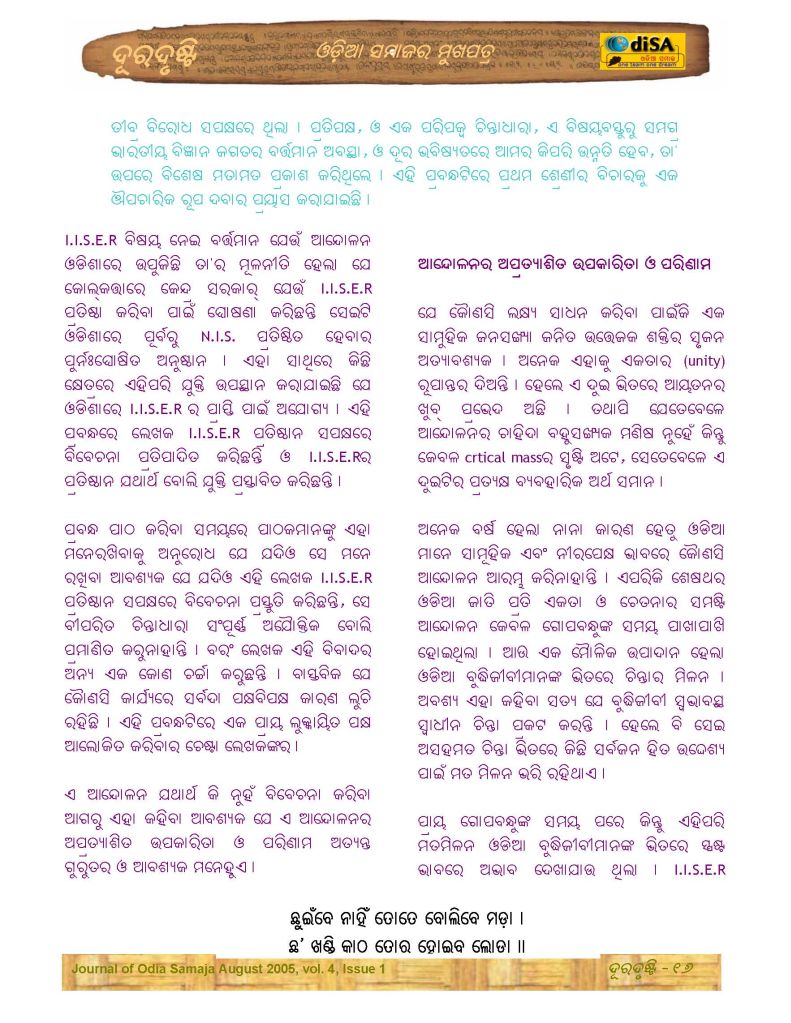 ଦୂରଦୃଷ୍ଟି
ଓଡ଼ିଆ ସମାଜର ମୁଖପତ୍ର
diSA
ଓଡ଼ିଆ ସମାଜ
one team one dream
ତୀବ୍ର ବିରୋଧ ସପକ୍ଷରେ ଥିଲା । ପ୍ରତିପକ୍ଷ, ଓ ଏକ ପରିପକ୍ୱ ଚିନ୍ତାଧାରା, ଏ ବିଷୟବସ୍ତୁରୁ ସମଗ୍ର
ଭାରତୀୟ ବିଜ୍ଞାନ ଜଗତର ବର୍ତ୍ତମାନ ଅବସ୍ଥା, ଓ ଦୂର ଭବିଷ୍ୟତରେ ଆମର କିପରି ଉନ୍ନତି ହେବ, ତା'
ଉପରେ ବିଶେଷ ମତାମତ ପ୍ରକାଶ କରିଥିଲେ । ଏହି ପ୍ରବନ୍ଧଟିରେ ପ୍ରଥମ ଶ୍ରେଣୀର ବିଚାରକୁ ଏକ
ଔପଚାରିକ ରୂପ ଦବାର ପ୍ରୟାସ କରାଯାଇଛି ।
I.I.S.E.R ବିଷୟ ନେଇ ବର୍ତ୍ତମାନ ଯେଉଁ ଆନ୍ଦୋଳନ
ଓଡିଶାରେ ଉପୁଜିଛି ତା'ର ମୂଳନୀତି ହେଲା ଯେ
କୋଲ୍‌କତ୍ତାରେ କେନ୍ଦ୍ର ସରକାର୍ ଯେଉଁ I.I.S.E.R
ପ୍ରତିଷ୍ଠା କରିବା ପାଇଁ ଘୋଷଣା କରିଛନ୍ତି ସେଇଟି
ଓଡିଶାରେ ପୂର୍ବରୁ N.I.S. ପ୍ରତିଷ୍ଠିତ ହେବାର
ପୁର୍ନଃଘୋଷିତ ଅନୁଷ୍ଠାନ । ଏହା ସାଥିରେ କିଛି
କ୍ଷେତ୍ରରେ ଏହିପରି ଯୁକ୍ତି ଉପସ୍ଥାନ କରାଯାଇଛି ଯେ
ଓଡିଶାରେ I.I.S.E.R ର ପ୍ରାପ୍ତି ପାଇଁ ଅଯୋଗ୍ୟ । ଏହି
ପ୍ରବନ୍ଧରେ ଲେଖକ I.I.S.E.R ପ୍ରତିଷ୍ଠାନ ସପକ୍ଷରେ
ବିବେଚନା ପ୍ରତିପାଦିତ କରିଛନ୍ତି ଓ I.I.S.E.Rର
ପ୍ରତିଷ୍ଠାନ ଯଥାର୍ଥ ବୋଲି ଯୁକ୍ତି ପ୍ରସ୍ତାବିତ କରିଛନ୍ତି ।
ପ୍ରବନ୍ଧ ପାଠ କରିବା ସମୟରେ ପାଠକମାନଙ୍କୁ ଏହା
ମନେରଖିବାକୁ ଅନୁରୋଧ ଯେ ଯଦିଓ ସେ ମନେ
ରଖିବା ଆବଶ୍ୟକ ଯେ ଯଦିଓ ଏହି ଲେଖକ I.I.S.E.R
ପ୍ରତିଷ୍ଠାନ ସପକ୍ଷରେ ବିବେଚନା ପ୍ରସ୍ତୁତି କରିଛନ୍ତି, ସେ
ବୀପରିତ ଚିନ୍ତାଧାରା ସଂପୂର୍ଣ୍ଣ ଅଯୌକ୍ତିକ ବୋଲି
ପ୍ରମାଣିତ କରୁନାହାନ୍ତି । ବରଂ ଲେଖକ ଏହି ବିବାଦର
ଅନ୍ୟ ଏକ କୋଣ ଚର୍ଚ୍ଚା କରୁଛନ୍ତି । ବାସ୍ତବିକ ଯେ
କୌଣସି କାର୍ଯ୍ୟରେ ସର୍ବଦା ପକ୍ଷବିପକ୍ଷ କାରଣ ଲୁଚି
ରହିଛି । ଏହି ପ୍ରବନ୍ଧଟିରେ ଏକ ପ୍ରାୟ ଲୁକ୍କାୟିତ ପକ୍ଷ
ଆଲୋକିତ କରିବାର ଚେଷ୍ଟା ଲେଖକଙ୍କର ।
ଏ ଆନ୍ଦୋଳନ ଯଥାର୍ଥ କି ନୁହଁ ବିବେଚନା କରିବା
ଆଗରୁ ଏହା କହିବା ଆବଶ୍ୟକ ଯେ ଏ ଆନ୍ଦୋଳନର
ଅପ୍ରତ୍ୟାଶିତ ଉପକାରିତା ଓ ପରିଣାମ ଅତ୍ୟନ୍ତ
ଗୁରୁତର ଓ ଆବଶ୍ୟକ ମନେହୁଏ ।
ଆନ୍ଦୋଳନର ଅପ୍ରତ୍ୟାଶିତ ଉପକାରିତା ଓ ପରିଣାମ
ଯେ କୌଣସି ଲକ୍ଷ୍ୟ ସାଧନ କରିବା ପାଇଁକି ଏକ
ସାମୂହିକ ଜନସଂଖ୍ୟା ଜନିତ ଉତ୍ତେଜକ ଶକ୍ତିର ସୃଜନ
ଅତ୍ୟାବଶ୍ୟକ । ଅନେକ ଏହାକୁ ଏକତାର (unity)
ରୂପାନ୍ତର ଦିଅନ୍ତି । ହେଲେ ଏ ଦୁଇ ଭିତରେ ଆୟତନର
ଖୁବ୍ ପ୍ରଭେଦ ଅଛି । ତଥାପି ଯେତେବେଳେ
ଆନ୍ଦୋଳନର ଚାହିଦା ବହୁସଖ୍ୟକ ମଣିଷ ନୁହେଁ କିନ୍ତୁ
କେବଳ crtical massର ସୃଷ୍ଟି ଅଟେ, ସେତେବେଳେ ଏ
ଦୁଇଟିର ପ୍ରତ୍ୟକ୍ଷ ବ୍ୟବହାରିକ ଅର୍ଥ ସମାନ ।
ଅନେକ ବର୍ଷ ହେଲା ନାନା କାରଣ ହେତୁ ଓଡିଆ
ମାନେ ସାମୂହିକ ଏବଂ ନୀରପେକ୍ଷ ଭାବରେ କୌଣସି
ଆନ୍ଦୋଳନ ଆରମ୍ଭ କରିନାହାନ୍ତି । ଏପରିକି ଶେଷଥର
ଓଡିଆ ଜାତି ପ୍ରତି ଏକତା ଓ ଚେତନାର ସମଷ୍ଟି
ଆନ୍ଦୋଳନ କେବଳ ଗୋପବନ୍ଧୁଙ୍କ ସମୟ ପାଖାପାଖି
ହୋଇଥିଲା । ଆଉ ଏକ ମୌଳିକ ଉପାଦାନ ହେଲା
ଓଡିଆ ବୁଦ୍ଧିଜୀବୀମାନଙ୍କ ଭିତରେ ଚିନ୍ତାର ମିଳନ ।
ଅବଶ୍ୟ ଏହା କହିବା ସତ୍ୟ ଯେ ବୁଦ୍ଧିଜୀବୀ ସ୍ୱଭାବସ୍ଥ
ସ୍ୱାଧୀନ ଚିନ୍ତା ପ୍ରକଟ କରନ୍ତି । ହେଲେ ବି ସେଇ
ଅସହମତ ଚିନ୍ତା ଭିତରେ କିଛି ସର୍ବଜନ ହିତ ଉଦ୍ଦେଶ୍ୟ
ପାଇଁ ମତ ମିଳନ ଭରି ରହିଥାଏ ।
ପ୍ରାୟ ଗୋପବନ୍ଧୁଙ୍କ ସମୟ ପରେ କିନ୍ତୁ ଏହିପରି
ମତମିଳନ ଓଡିଆ ବୁଦ୍ଧିଜୀବୀମାନଙ୍କ ଭିତରେ ସ୍ପଷ୍ଟ
ଭାବରେ ଅଭାବ ଦେଖାଯାଉ ଥିଲା । I.I.S.E.R
ଛୁଇଁବେ ନାହିଁ ତୋତେ ବୋଲିବେ ମଡ଼ା ।
ଛ' ଖଣ୍ଡି କାଠ ତୋର ହୋଇବ ଲୋଡା ॥
Journal of Odia Samaja August 2005, vol. 4, Issue 1
ଦୂରଦୃଷ୍ଟି - ୧୬